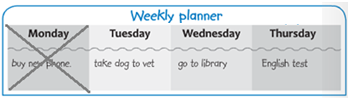 Weekly planner
Monday Tuesday Wednesday Thursday
buy new phone. take dog to vet go to library English test